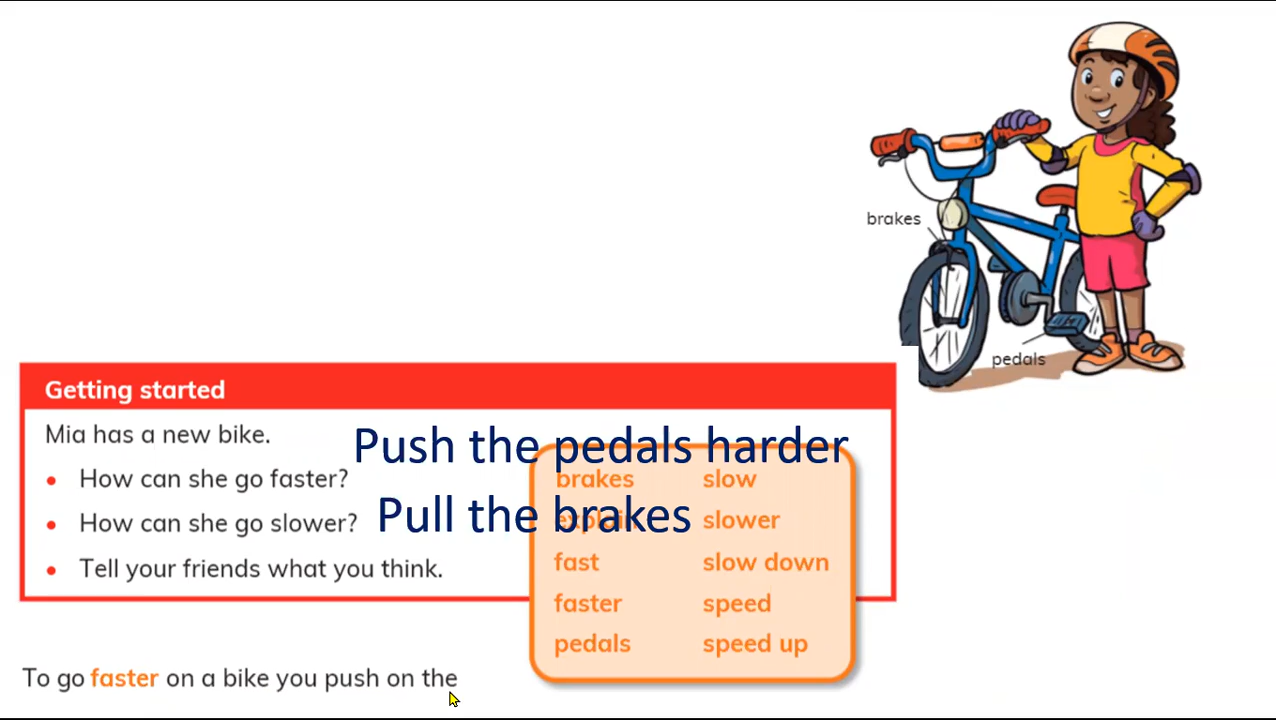 brakes
pedals
Getting started
Mia has a new bike.
Push the pedals harder
• How can she go faster?
• How can she go slower?
Pull the brakes
• Tell your friends what you think.
brakes slow
explain slower
fast slow down
faster speed
pedals speed up
To go faster on a bike you push on the